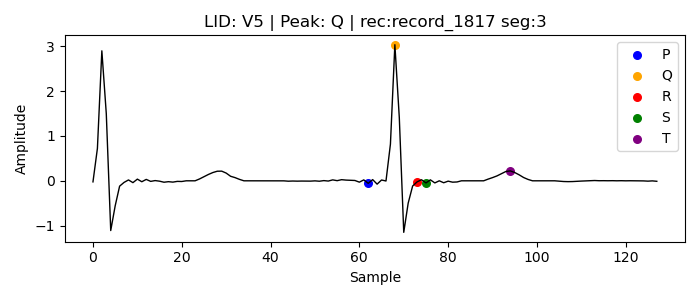 LID: V5 | Peak: Q | rec:record_1817 seg:3
Amplitude
3
2
1
0
−1
0
20
40
60
80
100
120
Sample
P
Q
R
S
T